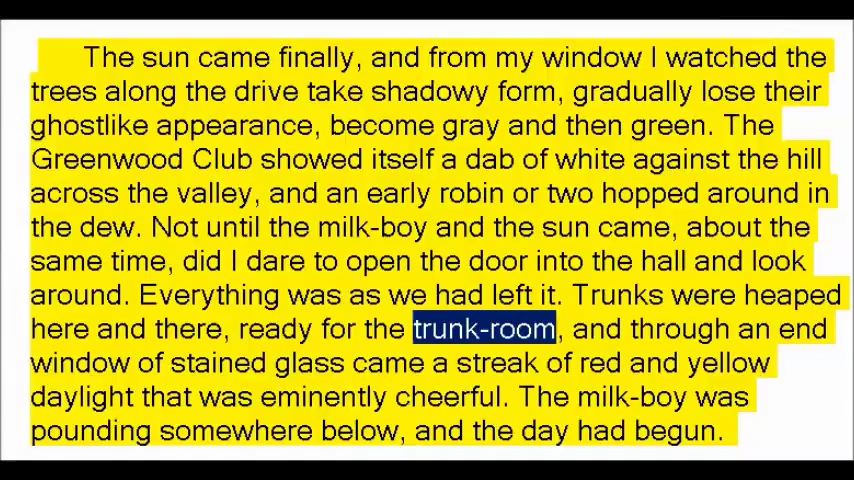 The sun came finally, and from my window I watched the
trees along the drive take shadowy form, gradually lose their
ghostlike appearance, become gray and then green. The
Greenwood Club showed itself a dab of white against the hill
across the valley, and an early robin or two hopped around in
the dew. Not until the milk-boy and the sun came, about the
same time, did I dare to open the door into the hall and look
around. Everything was as we had left it. Trunks were heaped
here and there, ready for the trunk-room, and through an end
window of stained glass came a streak of red and yellow
daylight that was eminently cheerful. The milk-boy was
pounding somewhere below, and the day had begun.